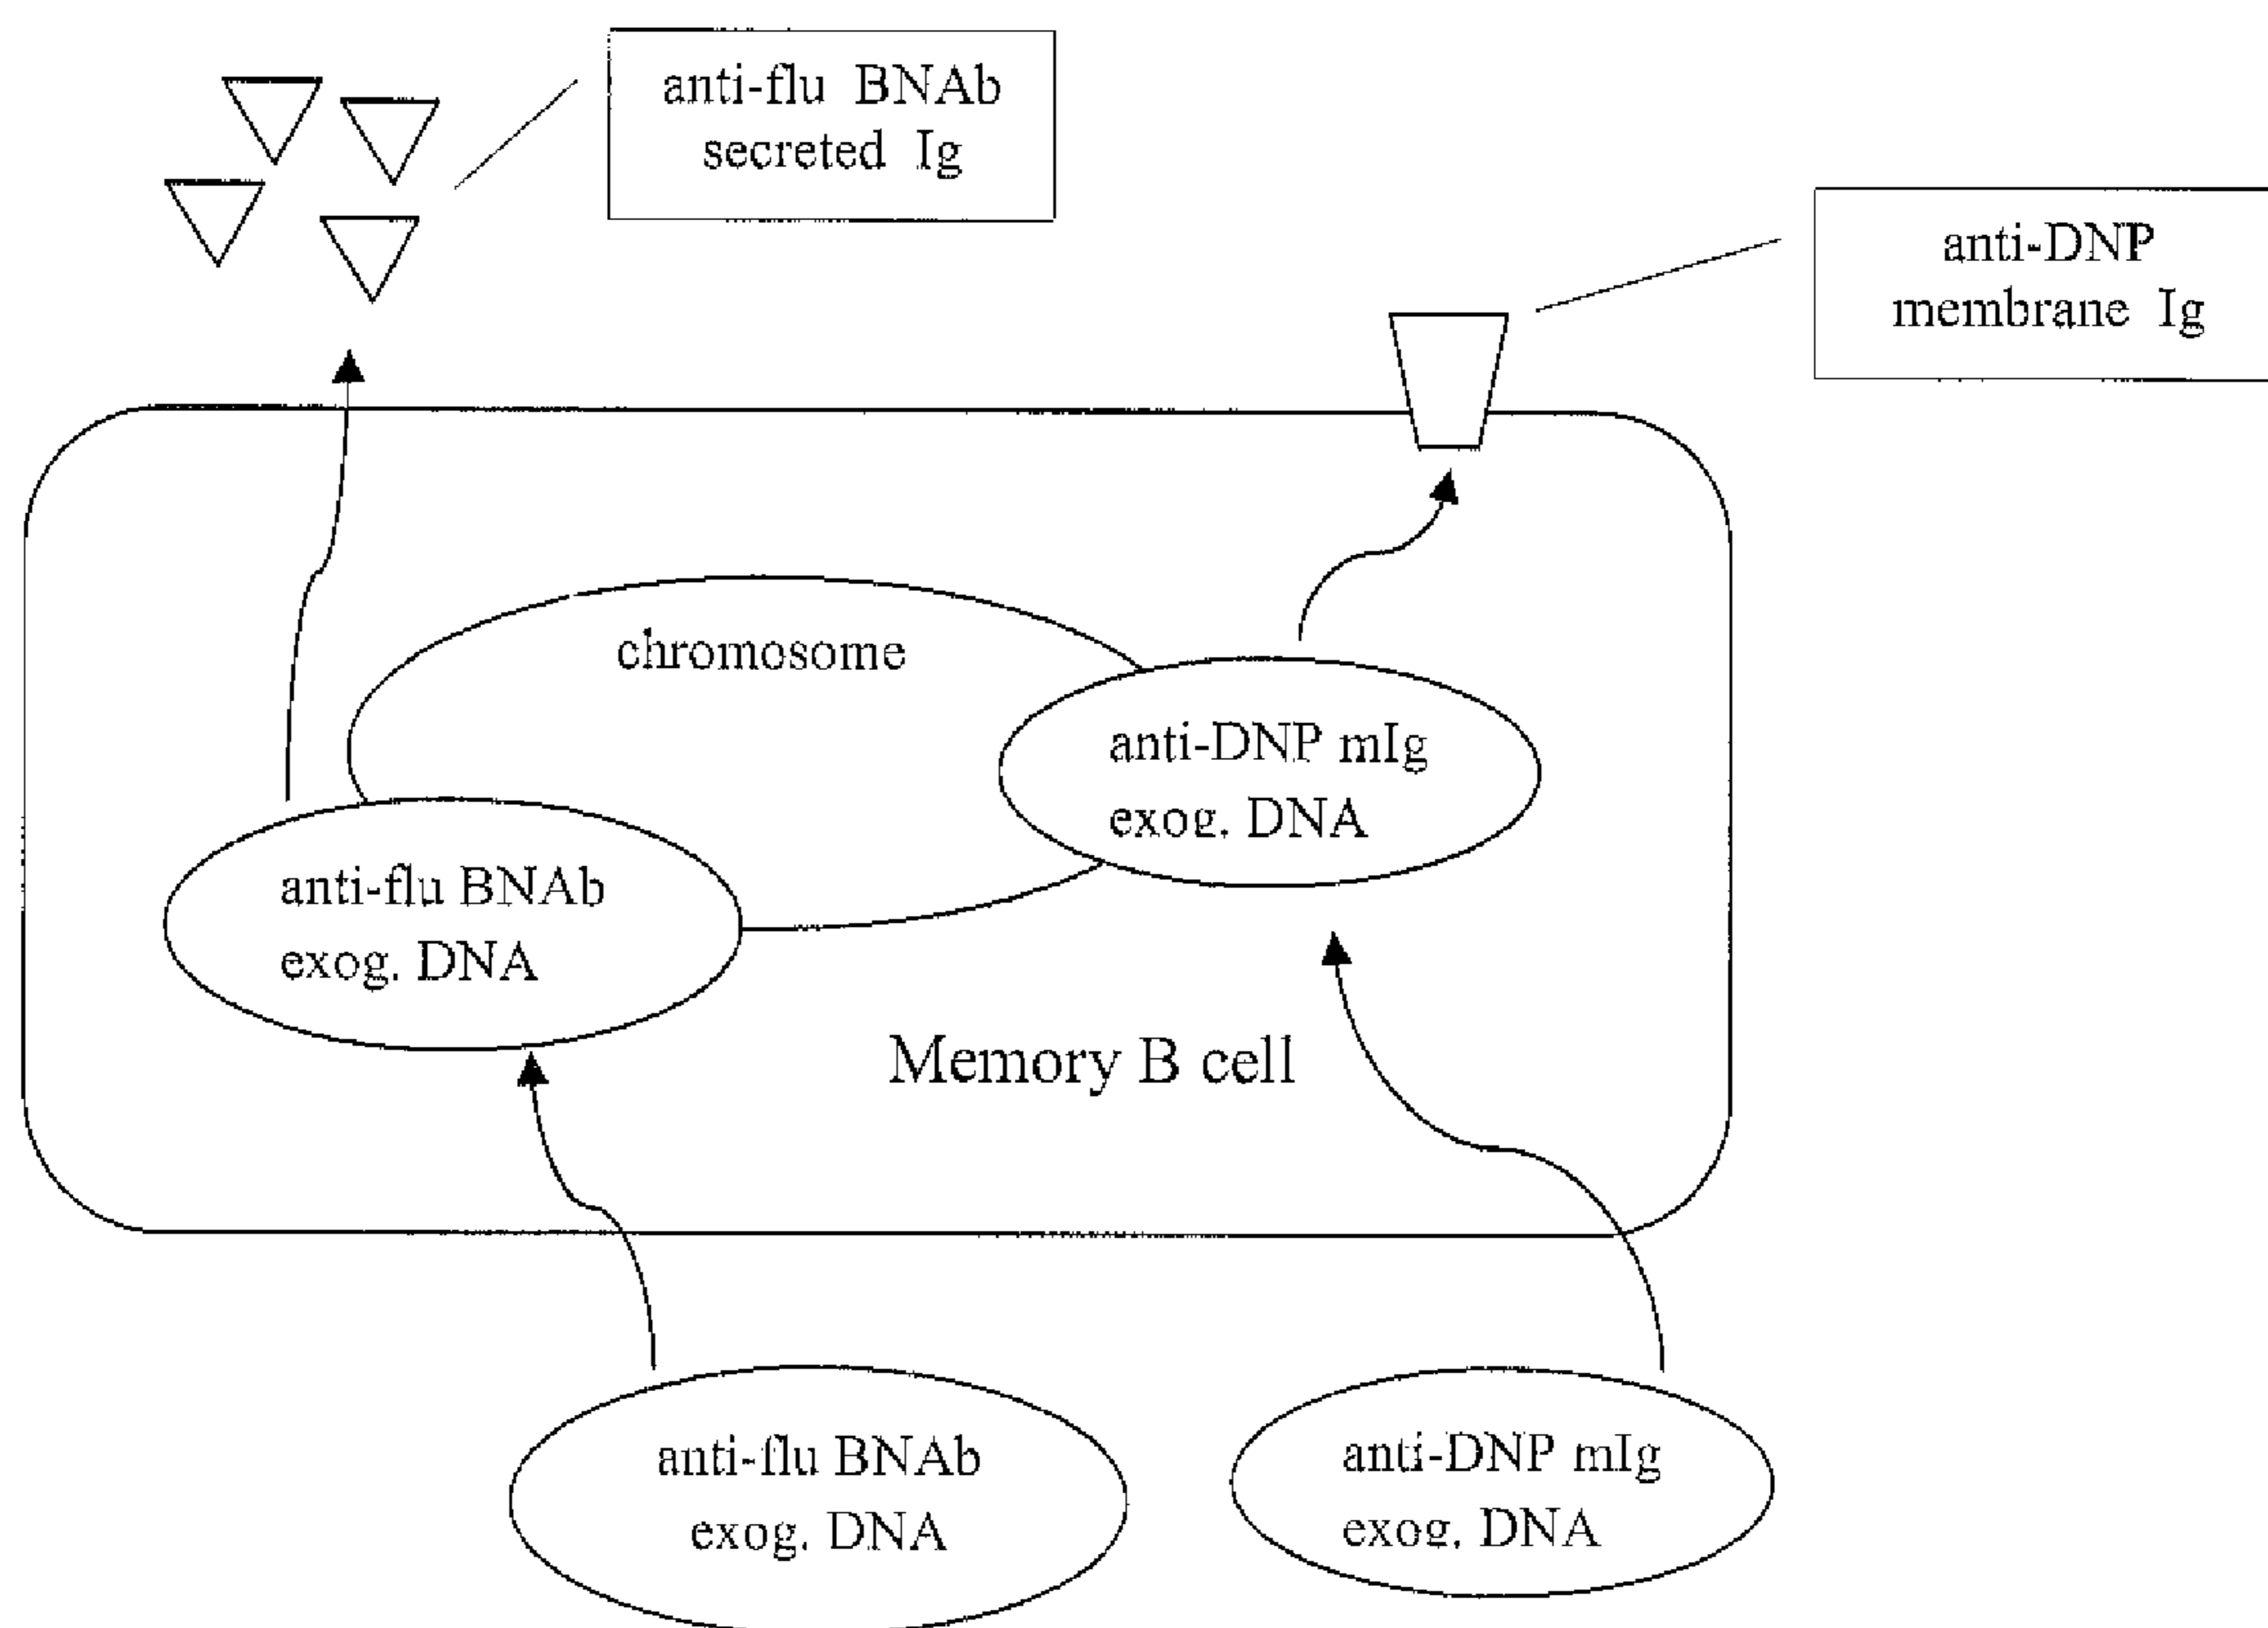 anti-flu BNAb
secreted Ig
anti-DNP
membrane Ig
chromosome
anti-DNP mIg
exog. DNA
anti-flu BNAb
exog. DNA
Memory B cell
anti-flu BNAb
exog. DNA
anti-DNP mIg
exog. DNA